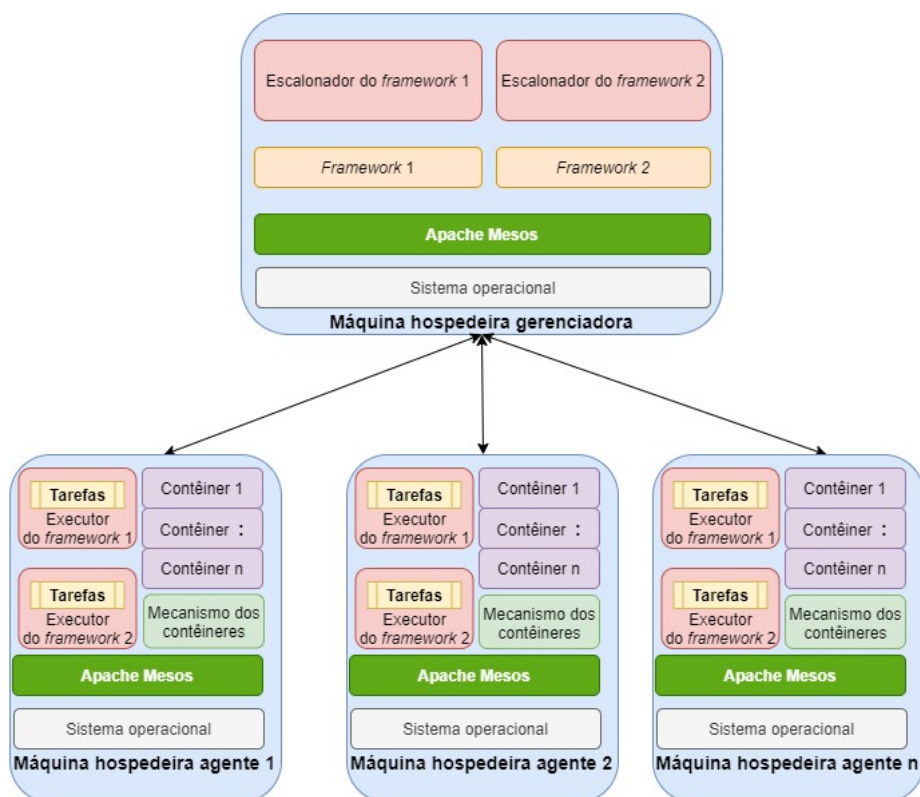 Escalonador do framework 1
Escalonador do framework 2
Framework 1
Framework 2
Apache Mesos
Sistema operacional
Máquina hospedeira gerenciadora
Tarefas
Executor
do framework 1
Contêiner 1
Contêiner :
Contêiner n
Tarefas
Executor
do framework 2
Mecanismo dos
contêineres
Apache Mesos
Sistema operacional
Máquina hospedeira agente 1
Tarefas
Executor
do framework 1
Contêiner 1
Contêiner :
Contêiner n
Tarefas
Executor
do framework 2
Mecanismo dos
contêineres
Apache Mesos
Sistema operacional
Máquina hospedeira agente 2
Tarefas
Executor
do framework 1
Contêiner 1
Contêiner :
Contêiner n
Tarefas
Executor
do framework 2
Mecanismo dos
contêineres
Apache Mesos
Sistema operacional
Máquina hospedeira agente n